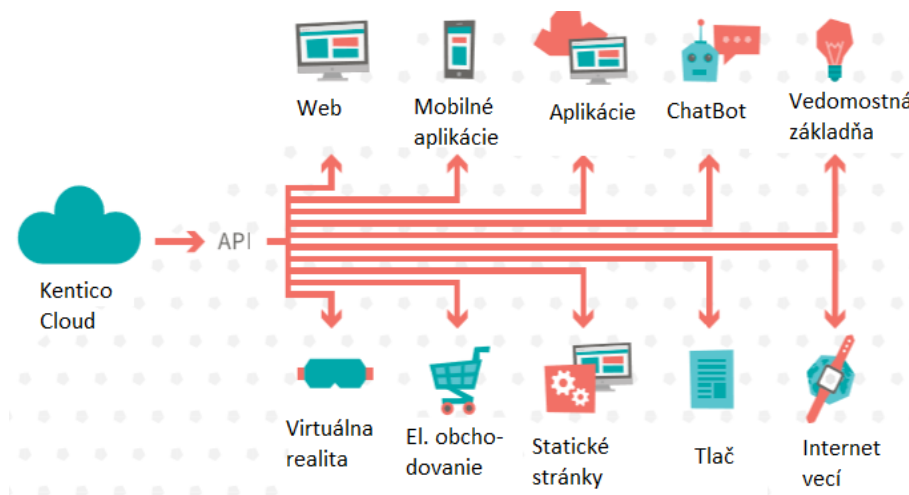 Web
Mobilné
aplikácie
Aplikácie
ChatBot
Vedomostná
základňa
API
Kentico
Cloud
Virtuálna
realita
El. obcho-
dovanie
Statické
stránky
Tlač
Internet
vecí